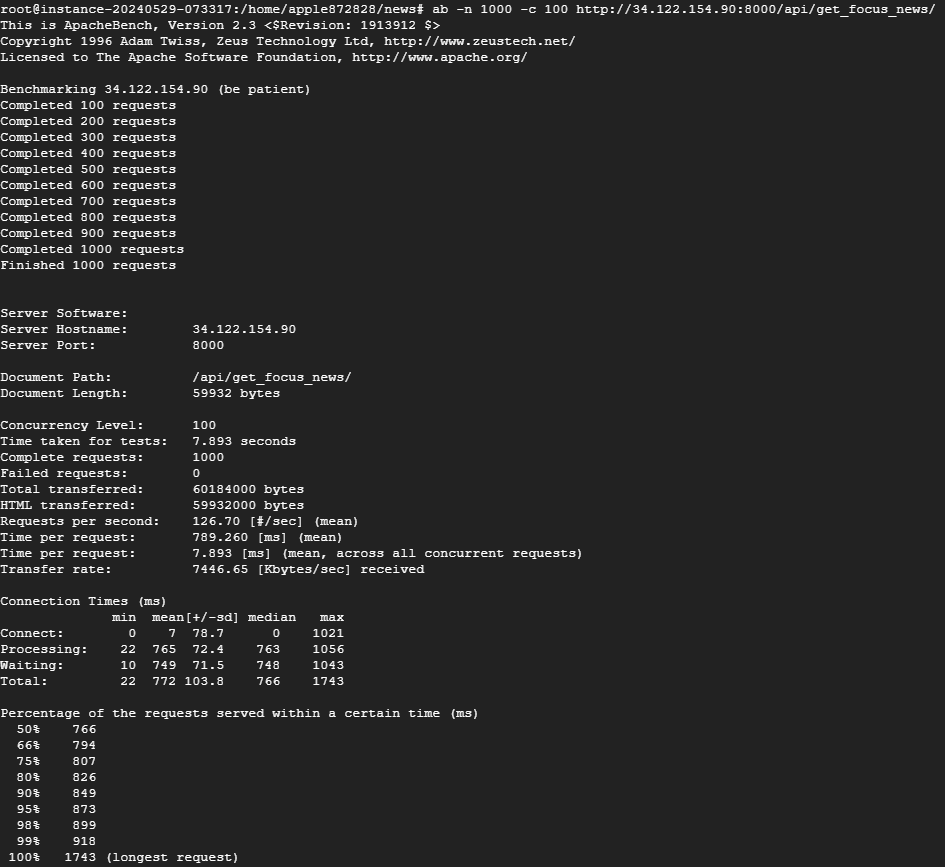 root@instance-20240529-073317:/home/apple872828/news# ab -n 1000 -c 100 http://34.122.154.90:8000/api/get_focus_news/
This is ApacheBench, Version 2.3 <$Revision: 1913912 $>
Copyright 1996 Adam Twiss, Zeus Technology Ltd, http://www.zeustech.net/
Licensed to The Apache Software Foundation, http://www.apache.org/

Benchmarking 34.122.154.90 (be patient)
Completed 100 requests
Completed 200 requests
Completed 300 requests
Completed 400 requests
Completed 500 requests
Completed 600 requests
Completed 700 requests
Completed 800 requests
Completed 900 requests
Completed 1000 requests
Finished 1000 requests


Server Software:
Server Hostname:        34.122.154.90
Server Port:            8000

Document Path:          /api/get_focus_news/
Document Length:        59932 bytes

Concurrency Level:      100
Time taken for tests:   7.893 seconds
Complete requests:      1000
Failed requests:        0
Total transferred:      60184000 bytes
HTML transferred:       59932000 bytes
Requests per second:    126.70 [#/sec] (mean)
Time per request:       789.260 [ms] (mean)
Time per request:       7.893 [ms] (mean, across all concurrent requests)
Transfer rate:          7446.65 [Kbytes/sec] received

Connection Times (ms)
              min  mean[+/-sd] median   max
Connect:        0    7  78.7      0    1021
Processing:    22  765  72.4    763    1056
Waiting:       10  749  71.5    748    1043
Total:         22  772 103.8    766    1743

Percentage of the requests served within a certain time (ms)
  50%    766
  66%    794
  75%    807
  80%    826
  90%    849
  95%    873
  98%    899
  99%    918
 100%   1743 (longest request)